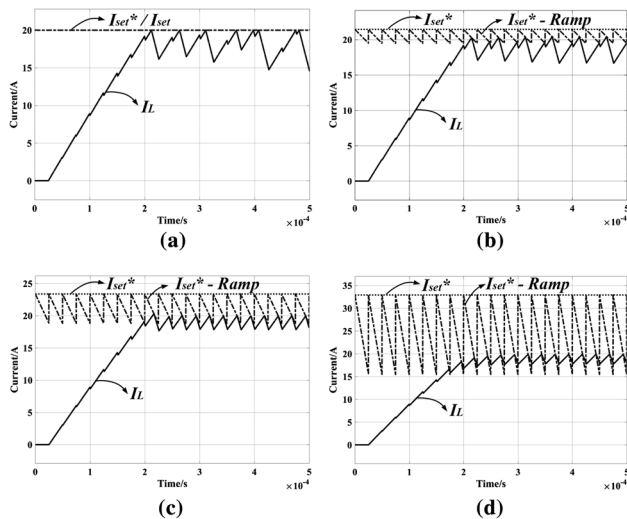 Iset* / Iset
20
15
10
5
0
Current/A
IL
0 1 2 3 4 5
Time/s
×10⁻⁴
(a)
Iset*
Iset* - Ramp
20
15
10
5
0
Current/A
IL
0 1 2 3 4 5
Time/s
×10⁻⁴
(b)
Iset*
Iset* - Ramp
25
20
15
10
5
0
Current/A
IL
0 1 2 3 4 5
Time/s
×10⁻⁴
(c)
Iset*
Iset* - Ramp
35
30
25
20
15
10
5
0
Current/A
IL
0 1 2 3 4 5
Time/s
×10⁻⁴
(d)